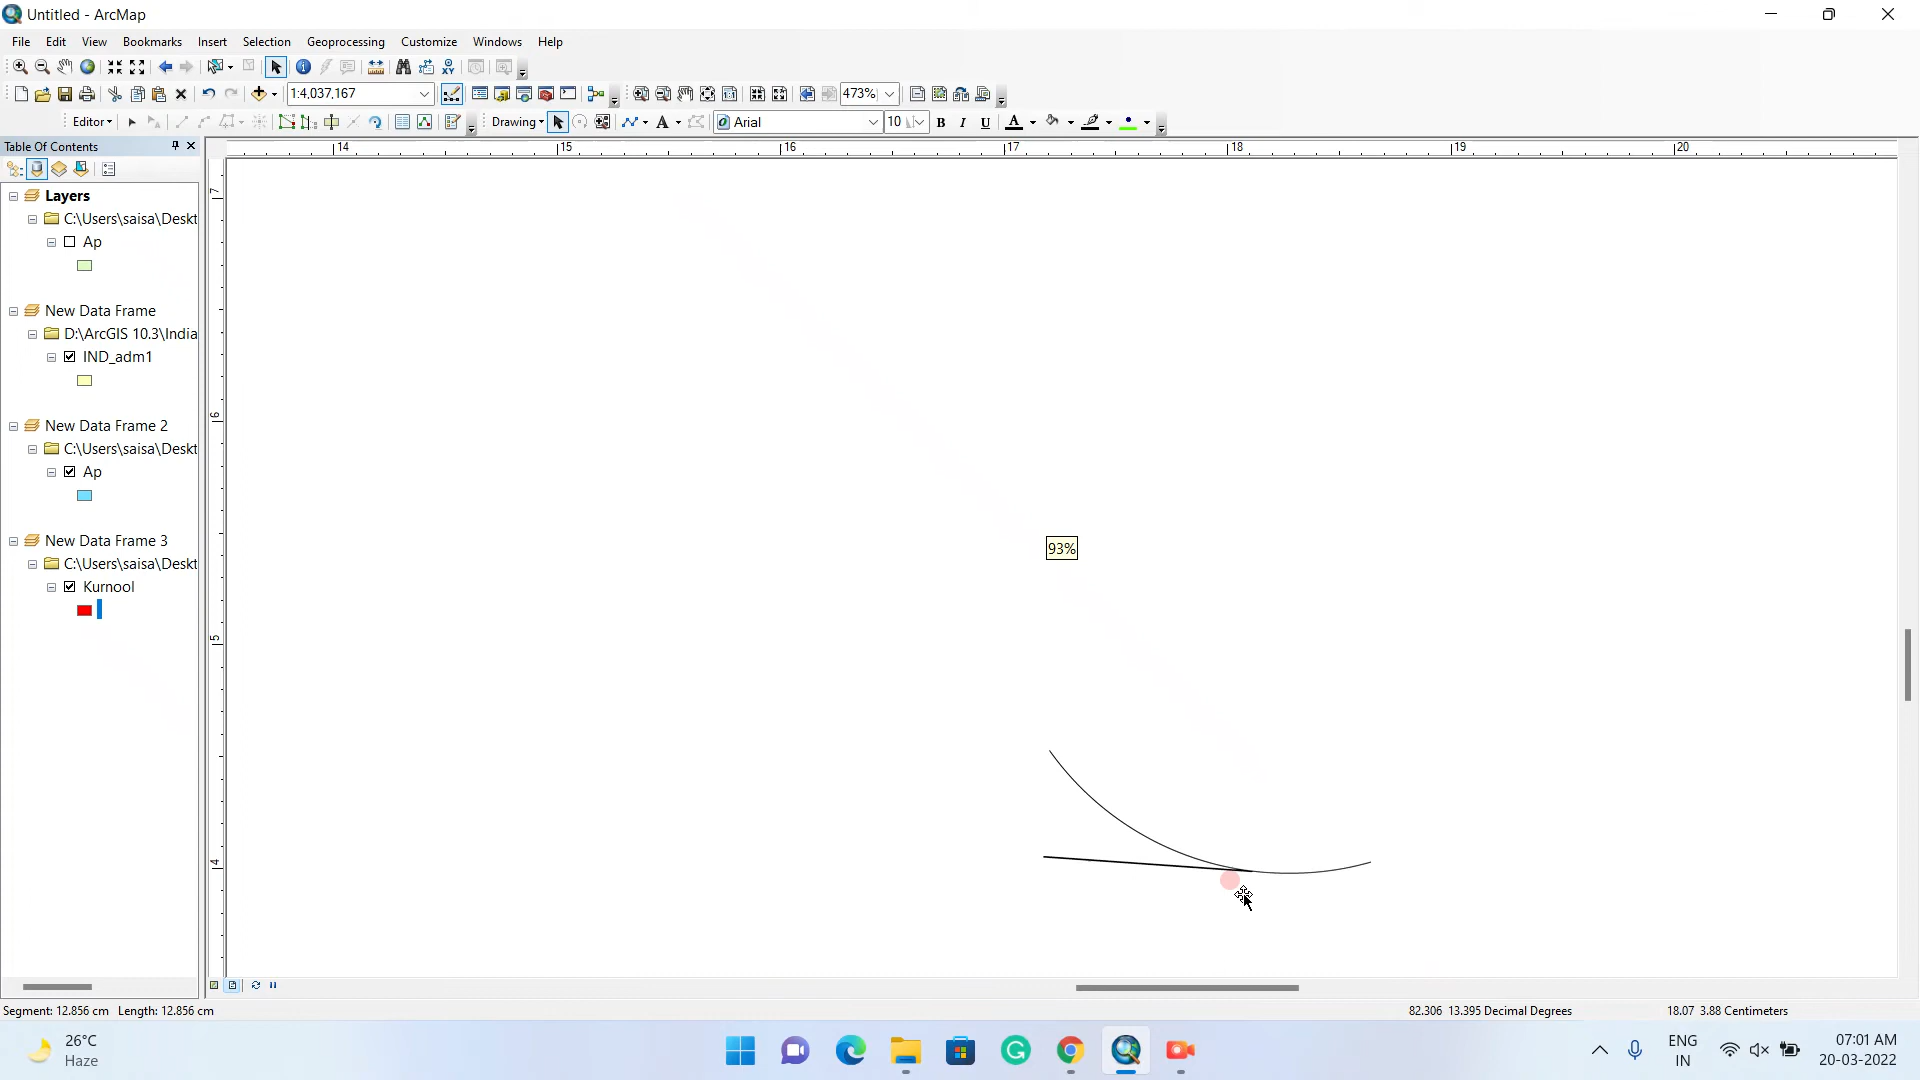 Untitled - ArcMap
File Edit View Bookmarks Insert Selection Geoprocessing Customize Windows Help
1:4,037,167 473%
Editor Drawing A Arial 10 B I U A
Table Of Contents
14 15 16 17 18 19 20
Layers
C:\Users\saisa\Deskt
Ap
New Data Frame
D:\ArcGIS 10.3\India
IND_adm1
New Data Frame 2
C:\Users\saisa\Deskt
Ap
New Data Frame 3
C:\Users\saisa\Deskt
Kurnool
7
6
5
4
93%
Segment: 12.856 cm Length: 12.856 cm 82.306 13.395 Decimal Degrees 18.07 3.88 Centimeters
26°C
Haze
ENG
IN
07:01 AM
20-03-2022